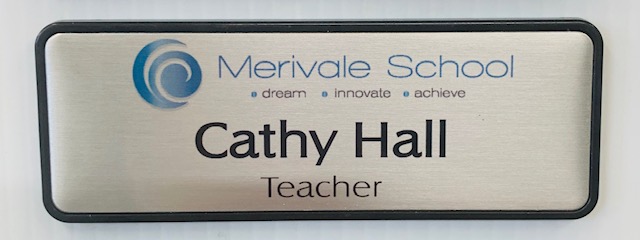 Merivale School
• dream • innovate • achieve
Cathy Hall
Teacher